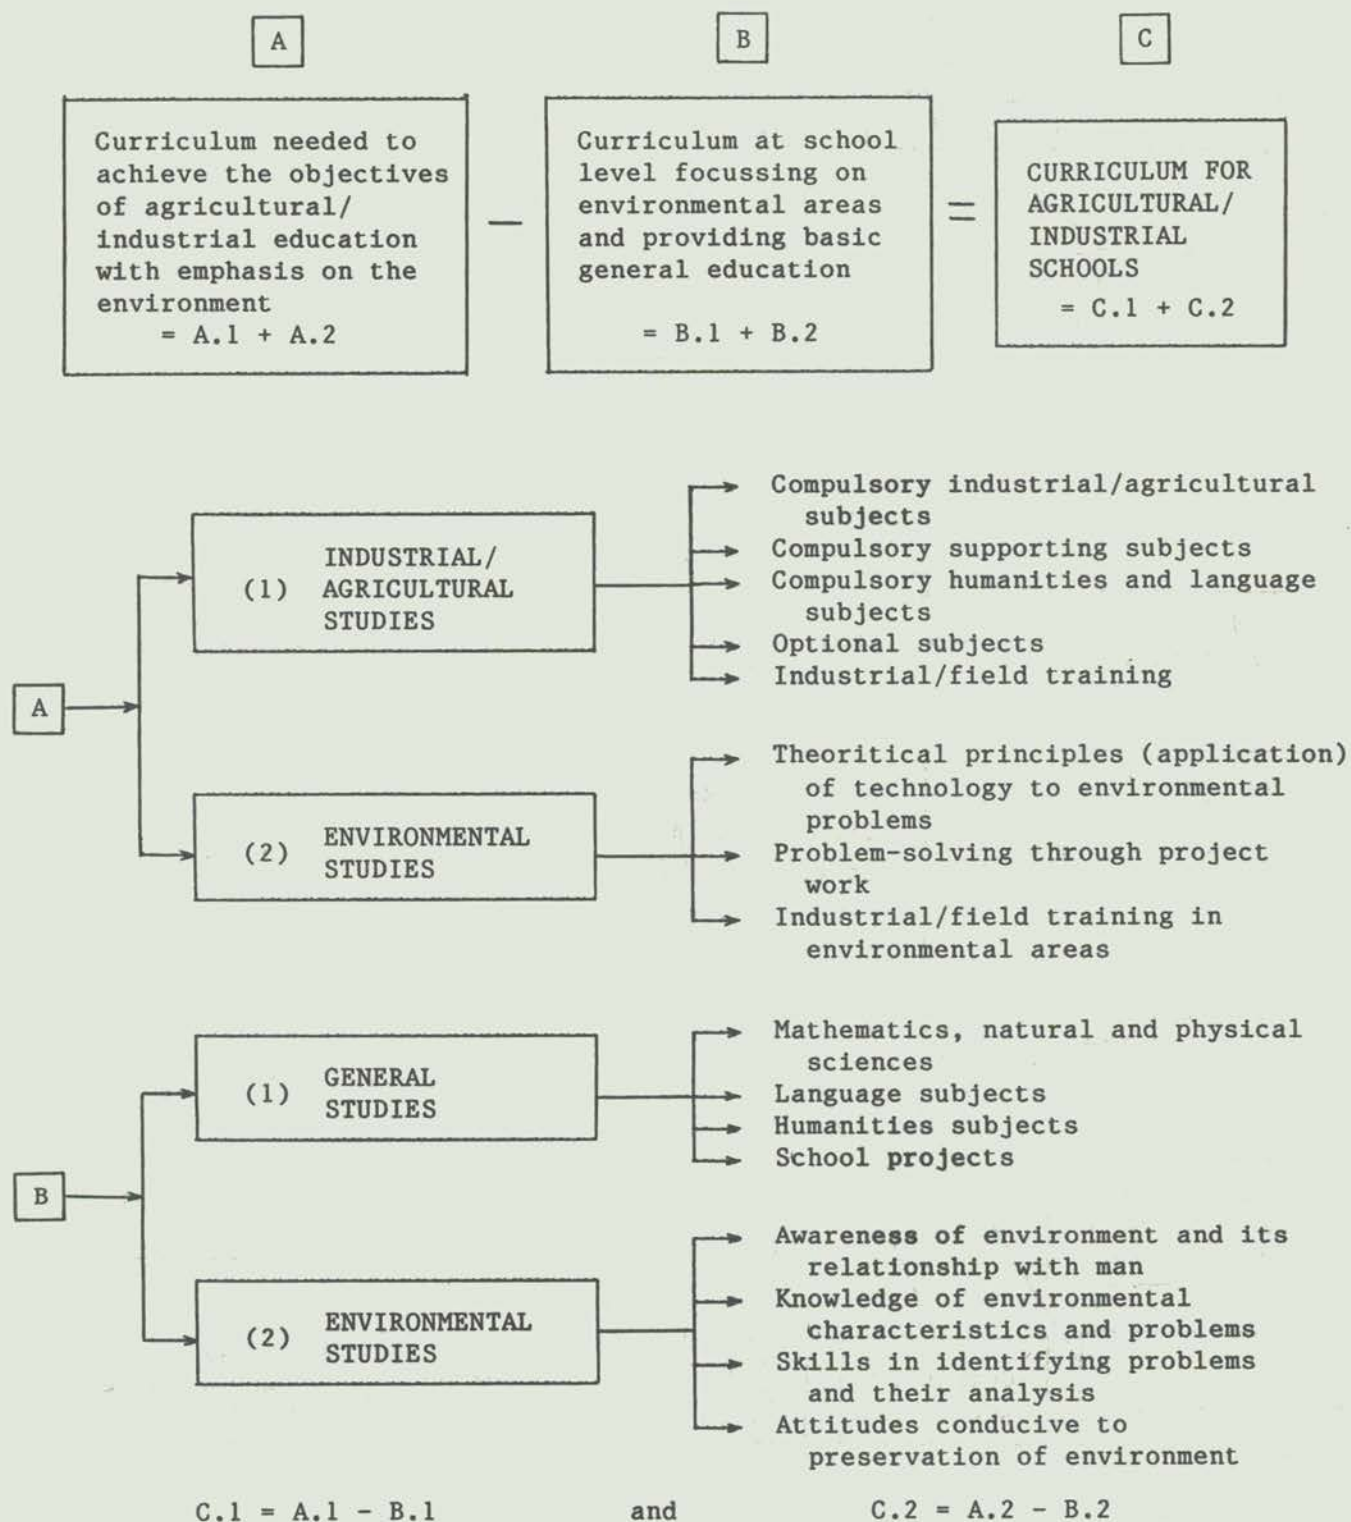 A
B
C
Curriculum needed to
achieve the objectives
of agricultural/
industrial education
with emphasis on the
environment
= A.1 + A.2
—
Curriculum at school
level focussing on
environmental areas
and providing basic
general education
= B.1 + B.2
=
CURRICULUM FOR
AGRICULTURAL/
INDUSTRIAL
SCHOOLS
= C.1 + C.2
A
(1) INDUSTRIAL/
AGRICULTURAL
STUDIES
Compulsory industrial/agricultural
subjects
Compulsory supporting subjects
Compulsory humanities and language
subjects
Optional subjects
Industrial/field training
(2) ENVIRONMENTAL
STUDIES
Theoritical principles (application)
of technology to environmental
problems
Problem-solving through project
work
Industrial/field training in
environmental areas
B
(1) GENERAL
STUDIES
Mathematics, natural and physical
sciences
Language subjects
Humanities subjects
School projects
(2) ENVIRONMENTAL
STUDIES
Awareness of environment and its
relationship with man
Knowledge of environmental
characteristics and problems
Skills in identifying problems
and their analysis
Attitudes conducive to
preservation of environment
C.1 = A.1 - B.1 and C.2 = A.2 - B.2